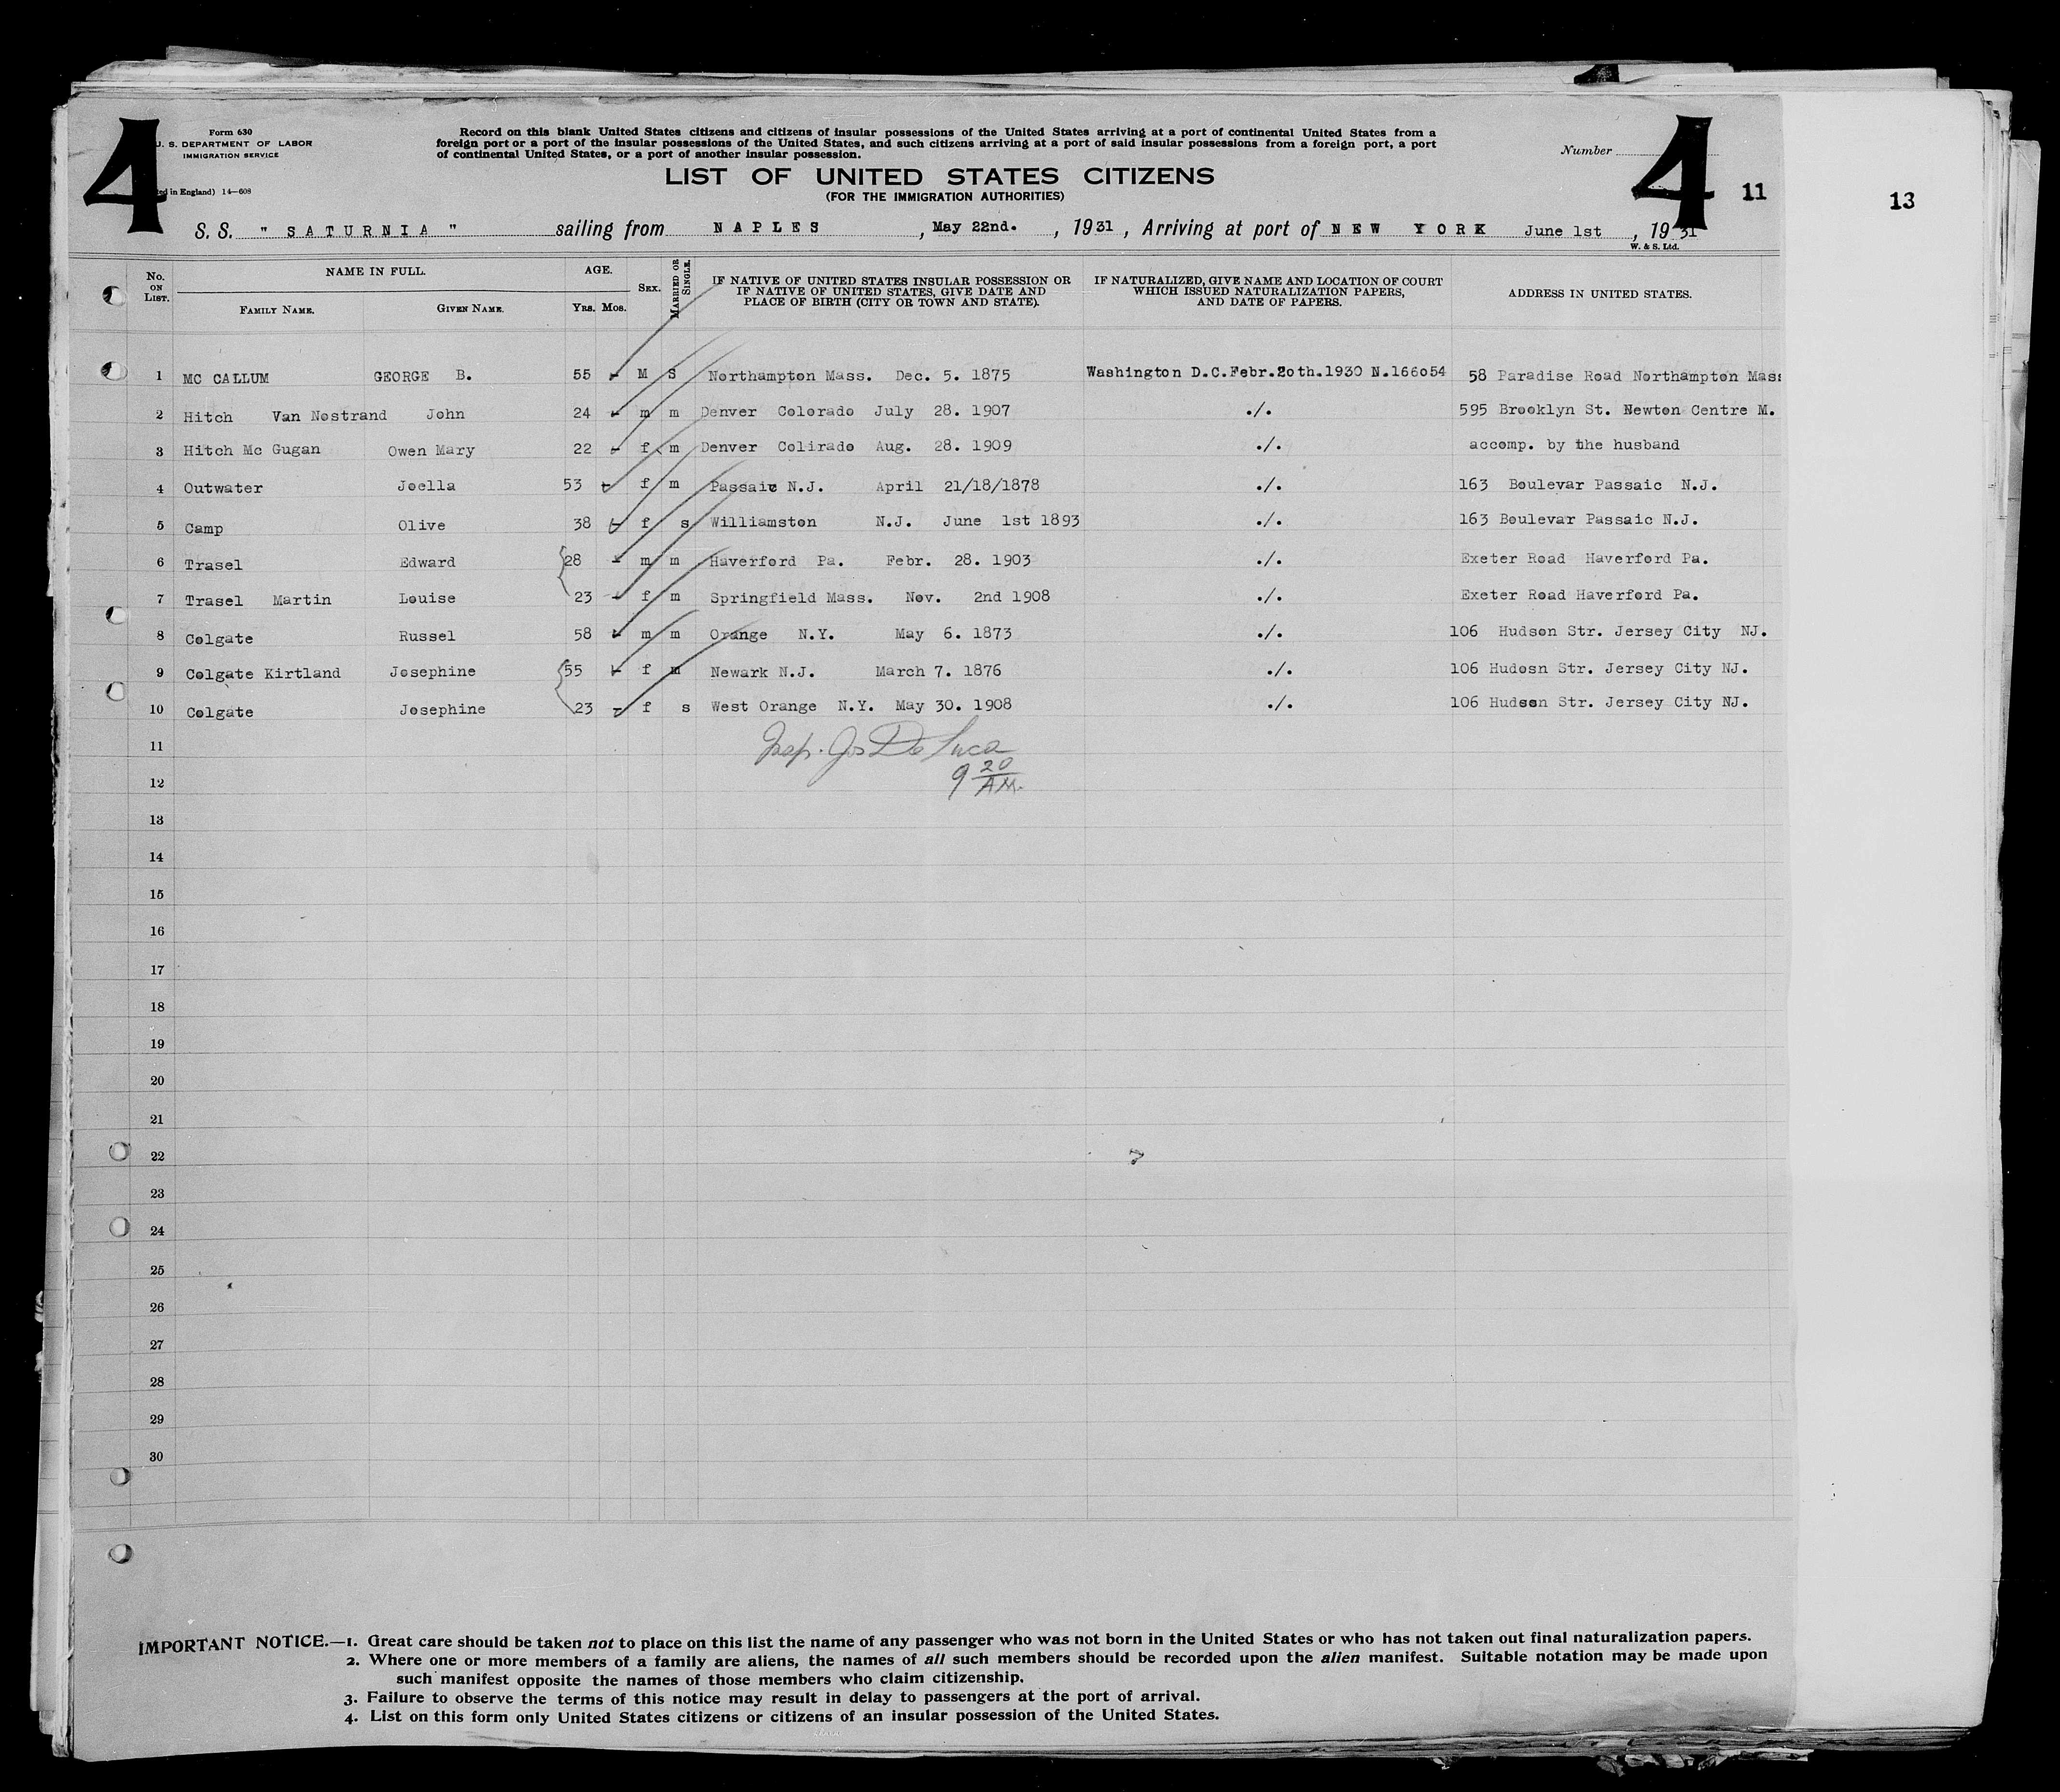 4
Form 630
U. S. DEPARTMENT OF LABOR
IMMIGRATION SERVICE
ed in England) 14—608
Record on this blank United States citizens and citizens of insular possessions of the United States arriving at a port of continental United States from a
foreign port or a port of the insular possessions of the United States, and such citizens arriving at a port of said insular possessions from a foreign port, a port
of continental United States, or a port of another insular possession.
Number
4
11
13
LIST OF UNITED STATES CITIZENS
(FOR THE IMMIGRATION AUTHORITIES)
S. S. " SATURNIA " sailing from NAPLES, May 22nd., 1931, Arriving at port of NEW YORK June 1st, 1931
W. & S. Ltd.
No. ON LIST. NAME IN FULL. FAMILY NAME. GIVEN NAME. AGE. YRS. MOS. SEX. MARRIED OR SINGLE. IF NATIVE OF UNITED STATES INSULAR POSSESSION OR IF NATIVE OF UNITED STATES, GIVE DATE AND PLACE OF BIRTH (CITY OR TOWN AND STATE). IF NATURALIZED, GIVE NAME AND LOCATION OF COURT WHICH ISSUED NATURALIZATION PAPERS, AND DATE OF PAPERS. ADDRESS IN UNITED STATES.
1 MC CALLUM GEORGE B. 55 - M S Northampton Mass. Dec. 5. 1875 Washington D.C.Febr.20th.1930 N.166054 58 Paradise Road Northampton Mass
2 Hitch Van Nostrand John 24 - m m Denver Colorado July 28. 1907 ./. 595 Brooklyn St. Newton Centre M.
3 Hitch Mc Gugan Owen Mary 22 - f m Denver Colirado Aug. 28. 1909 ./. accomp. by the husband
4 Outwater Joella 53 - f m Passaic N.J. April 21/18/1878 ./. 163 Boulevar Passaic N.J.
5 Camp Olive 38 - f s Williamston N.J. June 1st 1893 ./. 163 Boulevar Passaic N.J.
6 Trasel Edward 28 - m m Haverford Pa. Febr. 28. 1903 ./. Exeter Road Haverford Pa.
7 Trasel Martin Louise 23 - f m Springfield Mass. Nov. 2nd 1908 ./. Exeter Road Haverford Pa.
8 Colgate Russel 58 - m m Orange N.Y. May 6. 1873 ./. 106 Hudson Str. Jersey City NJ.
9 Colgate Kirtland Josephine 55 - f m Newark N.J. March 7. 1876 ./. 106 Hudosn Str. Jersey City NJ.
10 Colgate Josephine 23 - f s West Orange N.Y. May 30. 1908 ./. 106 Hudson Str. Jersey City NJ.
11 Insp. Jos De Luca
12 9 20 AM.
13
14
15
16
17
18
19
20
21
22
23
24
25
26
27
28
29
30
IMPORTANT NOTICE.—1. Great care should be taken not to place on this list the name of any passenger who was not born in the United States or who has not taken out final naturalization papers.
2. Where one or more members of a family are aliens, the names of all such members should be recorded upon the alien manifest. Suitable notation may be made upon
such manifest opposite the names of those members who claim citizenship.
3. Failure to observe the terms of this notice may result in delay to passengers at the port of arrival.
4. List on this form only United States citizens or citizens of an insular possession of the United States.